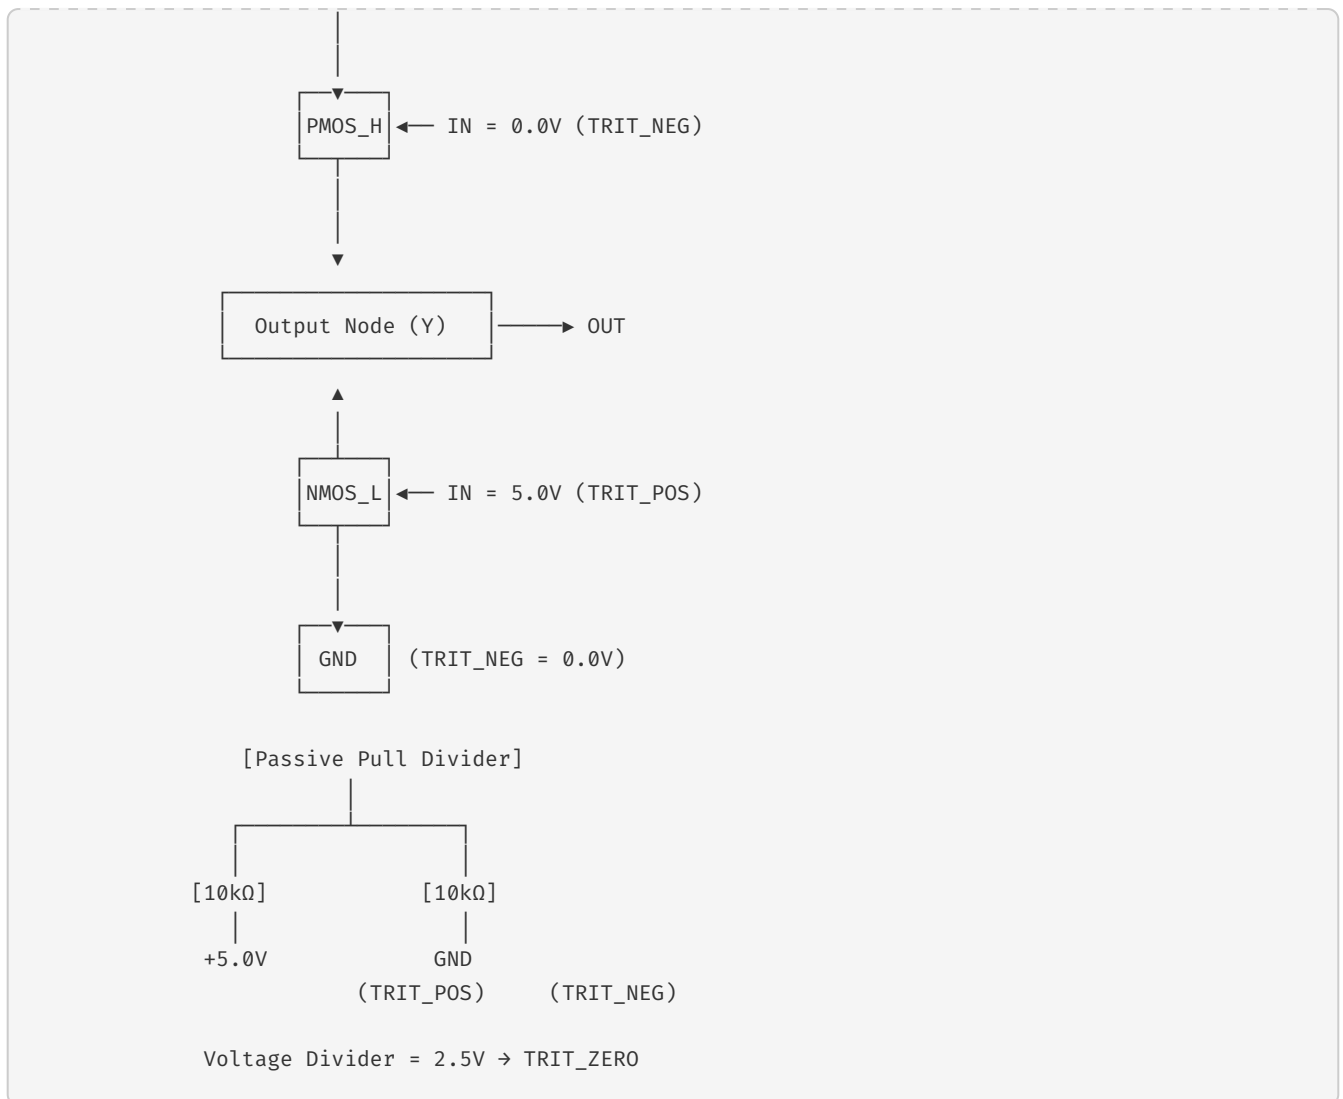 PMOS_H IN = 0.0V (TRIT_NEG)
Output Node (Y) OUT
NMOS_L IN = 5.0V (TRIT_POS)
GND (TRIT_NEG = 0.0V)
[Passive Pull Divider]
[10kΩ] [10kΩ]
+5.0V GND
(TRIT_POS) (TRIT_NEG)
Voltage Divider = 2.5V → TRIT_ZERO